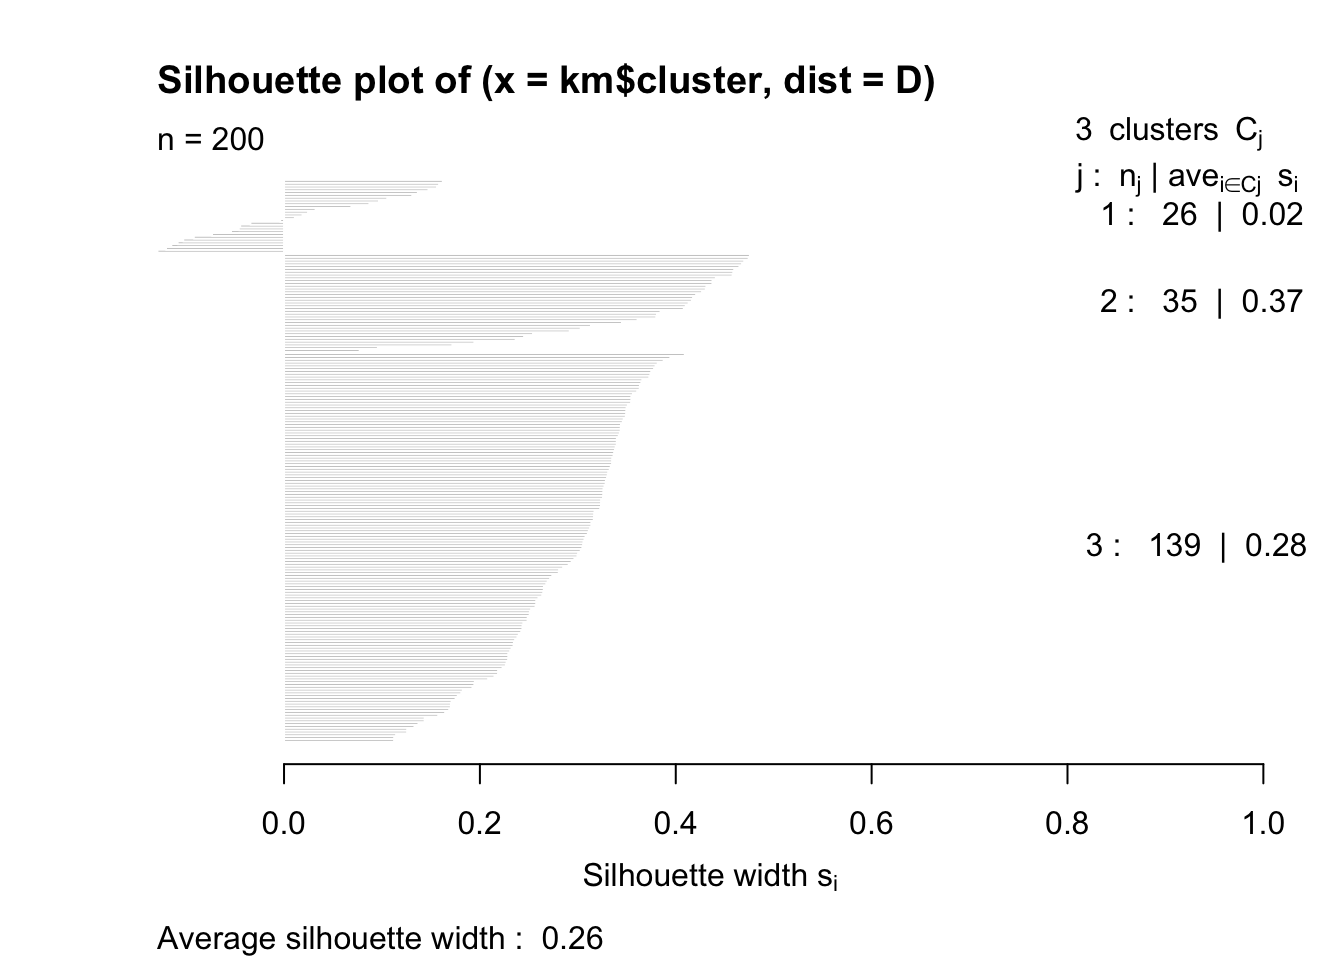 Silhouette plot of (x = km$cluster, dist = D)
n = 200
3 clusters Cj
j : nj | avei∈Cj si
1 : 26 | 0.02
2 : 35 | 0.37
3 : 139 | 0.28
0.0 0.2 0.4 0.6 0.8 1.0
Silhouette width si
Average silhouette width : 0.26